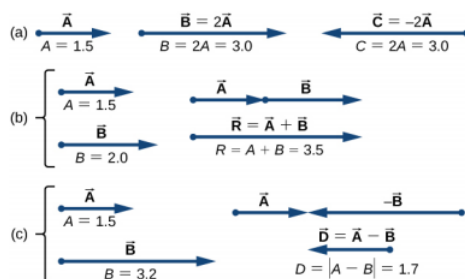 (a) A⃗ B⃗ = 2A⃗ C⃗ = −2A⃗
A = 1.5 B = 2A = 3.0 C = 2A = 3.0
(b) A⃗ A⃗ B⃗
A = 1.5
B⃗ R⃗ = A⃗ + B⃗
B = 2.0 R = A + B = 3.5
(c) A⃗ A⃗ −B⃗
A = 1.5
B⃗ D⃗ = A⃗ − B⃗
B = 3.2 D = |A − B| = 1.7